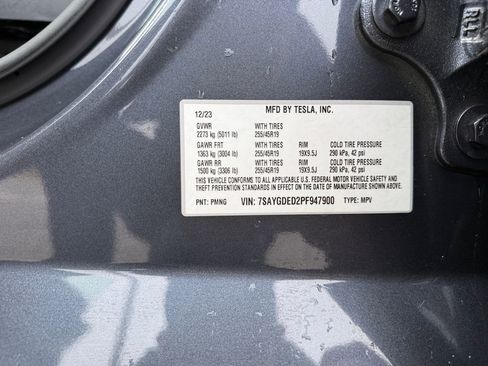 MFD BY TESLA, INC.
12/23
GVWR WITH TIRES
2273 kg (5011 lb) 255/45R19
GAWR FRT WITH TIRES RIM COLD TIRE PRESSURE
1363 kg (3004 lb) 255/45R19 19X9.5J 290 kPa, 42 psi
GAWR RR WITH TIRES RIM COLD TIRE PRESSURE
1500 kg (3306 lb) 255/45R19 19X9.5J 290 kPa, 42 psi
THIS VEHICLE CONFORMS TO ALL APPLICABLE U.S. FEDERAL MOTOR VEHICLE SAFETY AND
THEFT PREVENTION STANDARDS IN EFFECT ON THE DATE OF MANUFACTURE SHOWN ABOVE.
PNT: PMNG VIN: 7SAYGDED2PF947900 TYPE: MPV